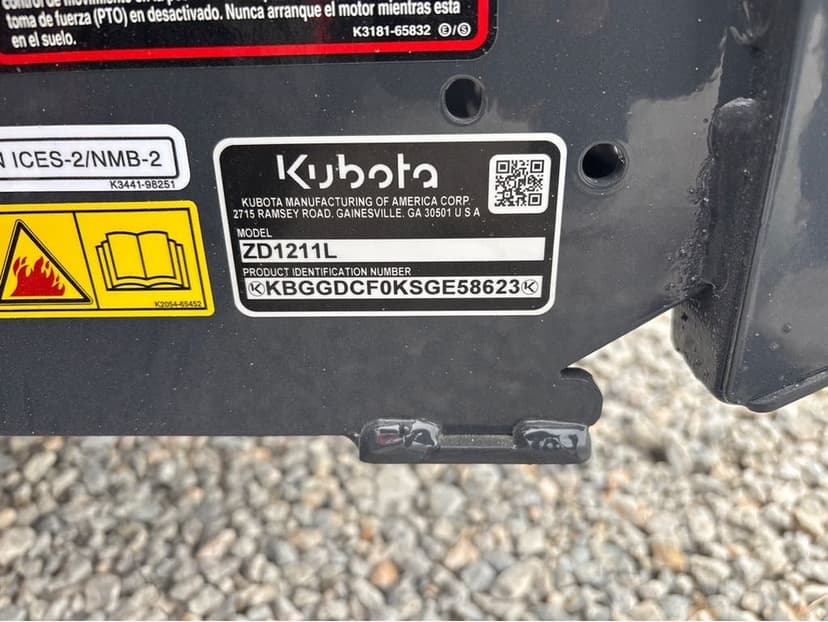 toma de fuerza (PTO) en desactivado. Nunca arranque el motor mientras esta
en el suelo.
K3181-65832 Ⓔ/Ⓢ
N ICES-2/NMB-2
K3441-98251
Kubota
KUBOTA MANUFACTURING OF AMERICA CORP.
2715 RAMSEY ROAD. GAINESVILLE. GA 30501 U S A
MODEL
ZD1211L
PRODUCT IDENTIFICATION NUMBER
KBGGDCF0KSGE58623
K2054-65452